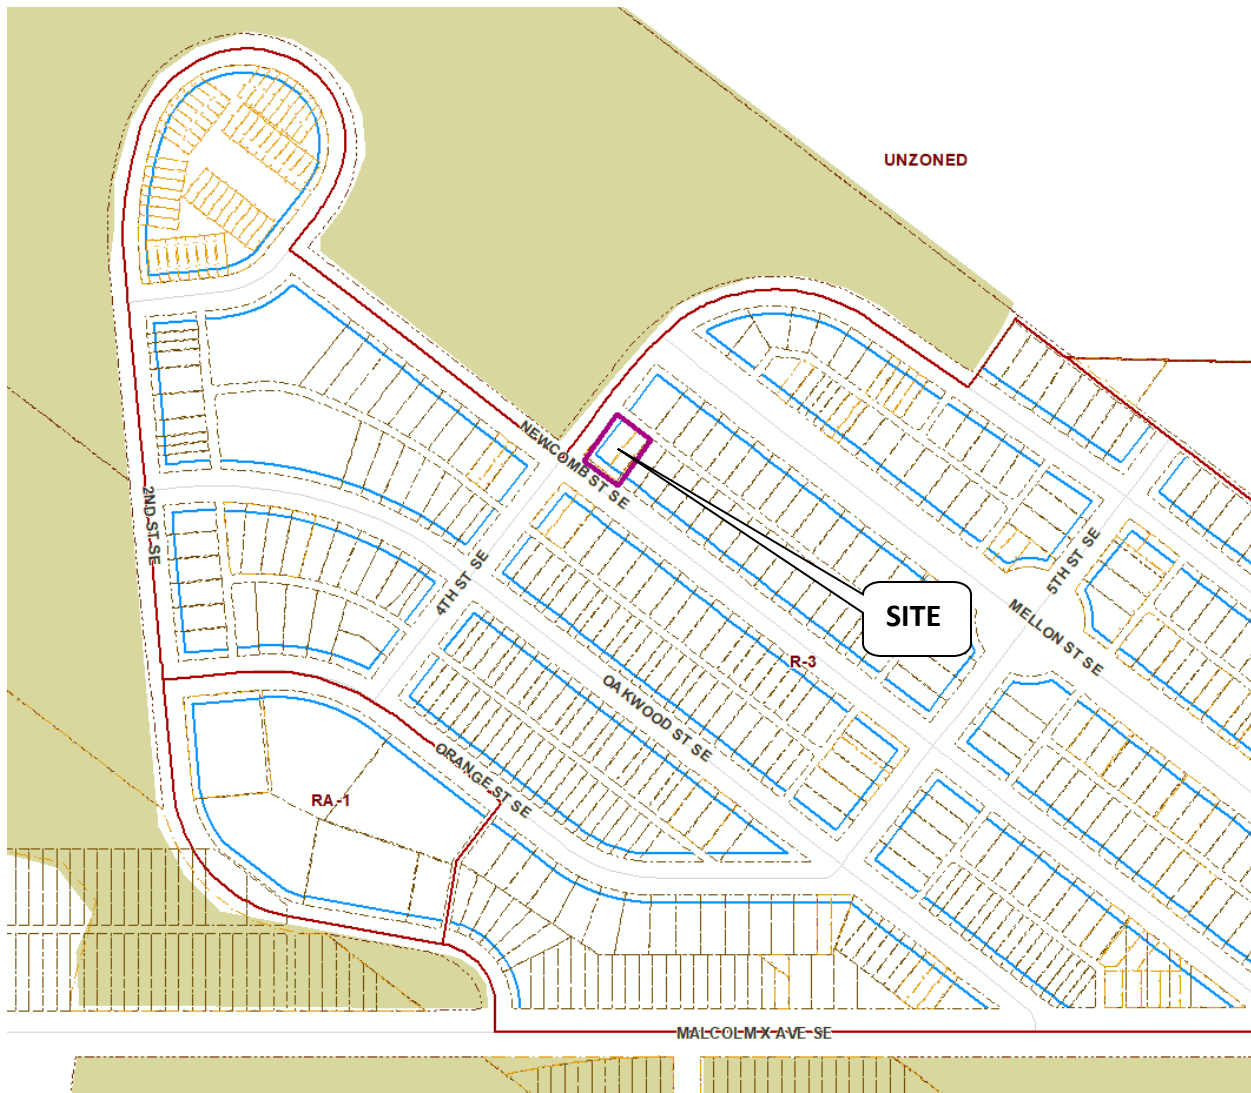 UNZONED
NEWCOMB ST SE
2ND ST SE
4TH ST SE
5TH ST SE
SITE
MELLON ST SE
R-3
OAKWOOD ST SE
ORANGE ST SE
RA-1
MALCOLM X AVE SE